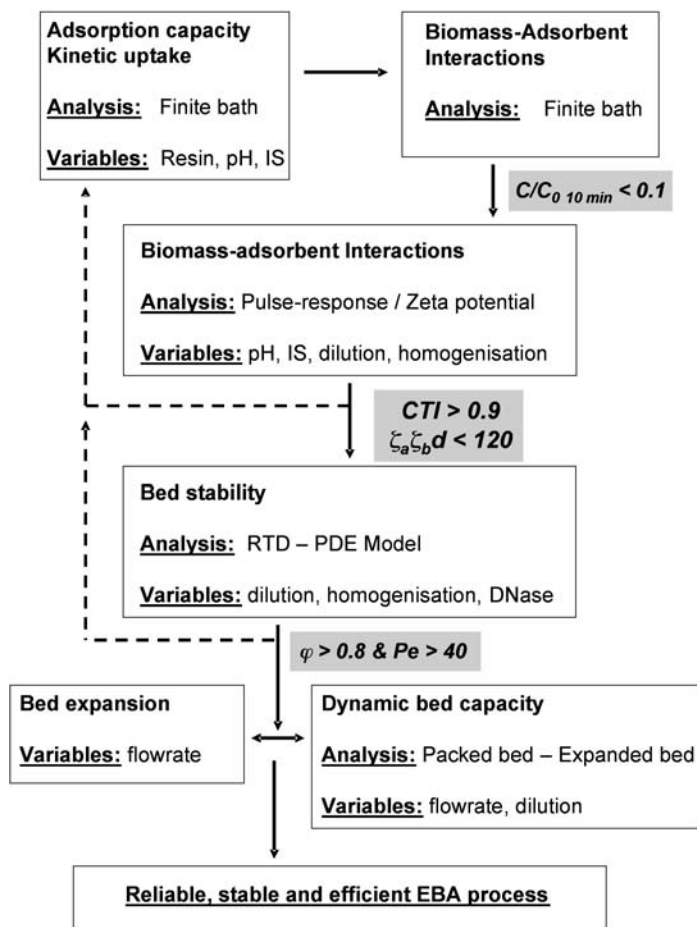 Adsorption capacity
Kinetic uptake
Analysis: Finite bath
Variables: Resin, pH, IS
Biomass-Adsorbent
Interactions
Analysis: Finite bath
C/C0 10 min < 0.1
Biomass-adsorbent Interactions
Analysis: Pulse-response / Zeta potential
Variables: pH, IS, dilution, homogenisation
CTI > 0.9
ζaζbd < 120
Bed stability
Analysis: RTD – PDE Model
Variables: dilution, homogenisation, DNase
φ > 0.8 & Pe > 40
Bed expansion
Variables: flowrate
Dynamic bed capacity
Analysis: Packed bed – Expanded bed
Variables: flowrate, dilution
Reliable, stable and efficient EBA process